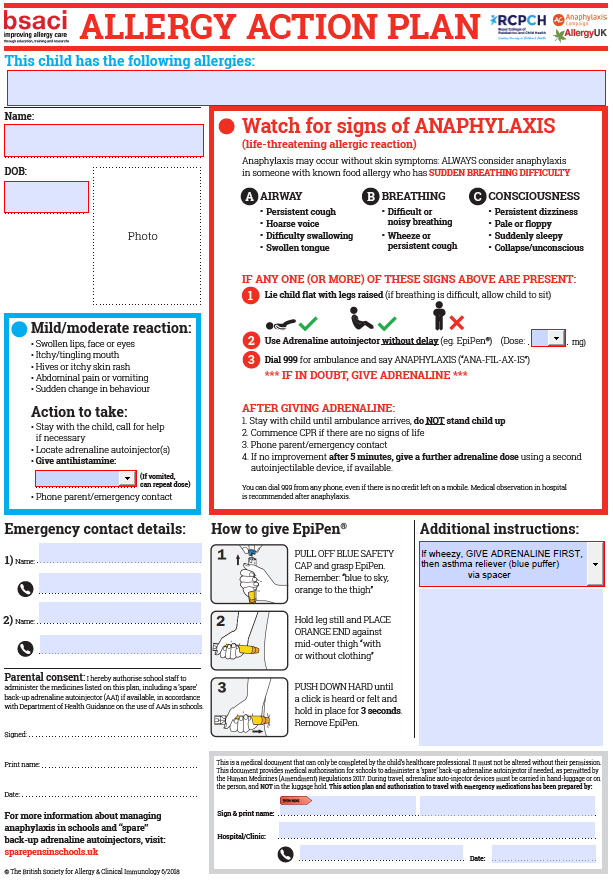 bsaci
improving allergy care
through education, training and research
ALLERGY ACTION PLAN
RCPCH
Royal College of
Paediatrics and Child Health
Anaphylaxis
Campaign
AllergyUK
This child has the following allergies:
Name:
DOB:
Photo
Watch for signs of ANAPHYLAXIS
(life-threatening allergic reaction)
Anaphylaxis may occur without skin symptoms: ALWAYS consider anaphylaxis
in someone with known food allergy who has SUDDEN BREATHING DIFFICULTY
A AIRWAY
• Persistent cough
• Hoarse voice
• Difficulty swallowing
• Swollen tongue
B BREATHING
• Difficult or
noisy breathing
• Wheeze or
persistent cough
C CONSCIOUSNESS
• Persistent dizziness
• Pale or floppy
• Suddenly sleepy
• Collapse/unconscious
IF ANY ONE (OR MORE) OF THESE SIGNS ABOVE ARE PRESENT:
1 Lie child flat with legs raised (if breathing is difficult, allow child to sit)
2 Use Adrenaline autoinjector without delay (eg. EpiPen®) (Dose: mg)
3 Dial 999 for ambulance and say ANAPHYLAXIS ("ANA-FIL-AX-IS")
*** IF IN DOUBT, GIVE ADRENALINE ***
AFTER GIVING ADRENALINE:
1. Stay with child until ambulance arrives, do NOT stand child up
2. Commence CPR if there are no signs of life
3. Phone parent/emergency contact
4. If no improvement after 5 minutes, give a further adrenaline dose using a second
autoinjectilable device, if available.
You can dial 999 from any phone, even if there is no credit left on a mobile. Medical observation in hospital
is recommended after anaphylaxis.
Mild/moderate reaction:
• Swollen lips, face or eyes
• Itchy/tingling mouth
• Hives or itchy skin rash
• Abdominal pain or vomiting
• Sudden change in behaviour
Action to take:
• Stay with the child, call for help
if necessary
• Locate adrenaline autoinjector(s)
• Give antihistamine:
(If vomited,
can repeat dose)
• Phone parent/emergency contact
Emergency contact details:
1) Name:
2) Name:
Parental consent: I hereby authorise school staff to
administer the medicines listed on this plan, including a 'spare'
back-up adrenaline autoinjector (AAI) if available, in accordance
with Department of Health Guidance on the use of AAIs in schools.
Signed:
Print name:
Date:
For more information about managing
anaphylaxis in schools and "spare"
back-up adrenaline autoinjectors, visit:
sparepensinschools.uk
© The British Society for Allergy & Clinical Immunology 6/2018
How to give EpiPen®
1
PULL OFF BLUE SAFETY
CAP and grasp EpiPen.
Remember: "blue to sky,
orange to the thigh"
2
Hold leg still and PLACE
ORANGE END against
mid-outer thigh "with
or without clothing"
3
PUSH DOWN HARD until
a click is heard or felt and
hold in place for 3 seconds.
Remove EpiPen.
Additional instructions:
If wheezy, GIVE ADRENALINE FIRST,
then asthma reliever (blue puffer)
via spacer
This is a medical document that can only be completed by the child's healthcare professional. It must not be altered without their permission.
This document provides medical authorisation for schools to administer a 'spare' back-up adrenaline autoinjector if needed, as permitted by
the Human Medicines (Amendment) Regulations 2017. During travel, adrenaline auto-injector devices must be carried in hand-luggage or on
the person, and NOT in the luggage hold. This action plan and authorisation to travel with emergency medications has been prepared by:
Sign & print name:
Hospital/Clinic:
Date: